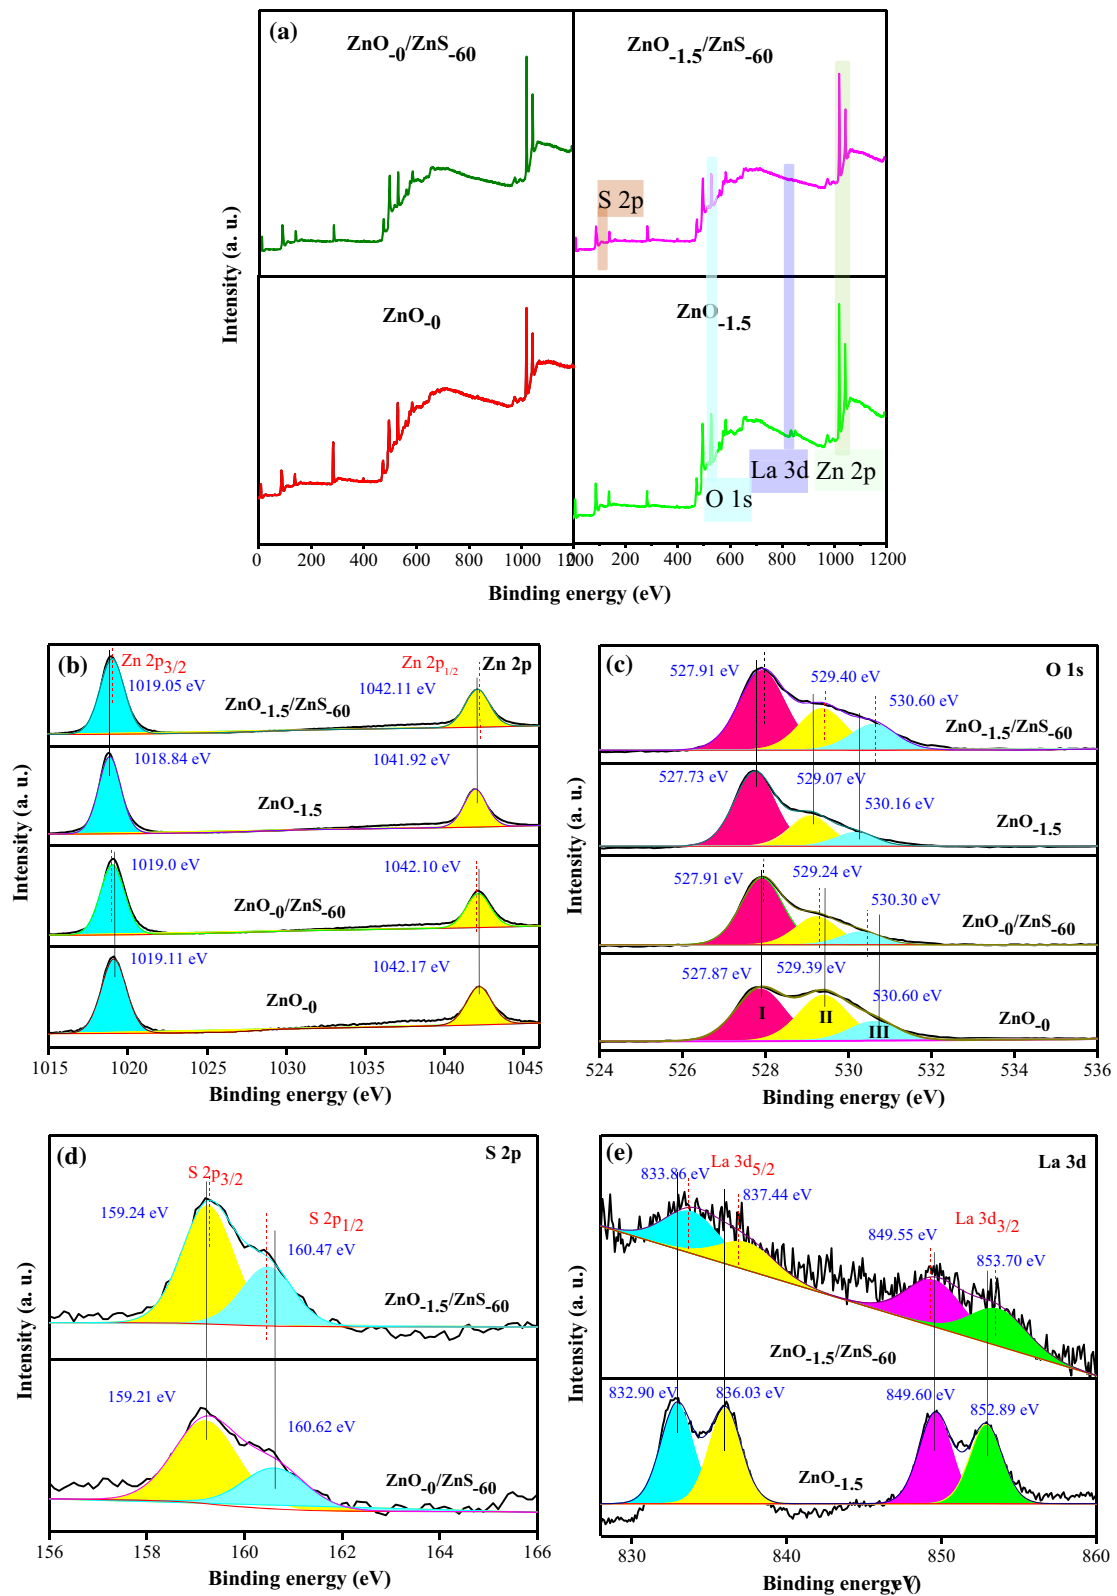 (a)
ZnO-0/ZnS-60
ZnO-1.5/ZnS-60
S 2p
ZnO-0
ZnO-1.5
La 3d
Zn 2p
O 1s
Intensity (a. u.)
Intensity (a. u.)
0 200 400 600 800 1000 1200
200 400 600 800 1000 1200
Binding energy (eV)
(b)
Zn 2p3/2
Zn 2p1/2
Zn 2p
1019.05 eV
1042.11 eV
ZnO-1.5/ZnS-60
1018.84 eV
1041.92 eV
ZnO-1.5
1019.0 eV
1042.10 eV
ZnO-0/ZnS-60
1019.11 eV
1042.17 eV
ZnO-0
Intensity (a. u.)
1015 1020 1025 1030 1035 1040 1045
Binding energy (eV)
(c)
O 1s
527.91 eV
529.40 eV
530.60 eV
ZnO-1.5/ZnS-60
527.73 eV
529.07 eV
530.16 eV
ZnO-1.5
527.91 eV
529.24 eV
530.30 eV
ZnO-0/ZnS-60
527.87 eV
529.39 eV
530.60 eV
I II III
ZnO-0
Intensity (a. u.)
524 526 528 530 532 534 536
Binding energy (eV)
(d)
S 2p
S 2p3/2
159.24 eV
S 2p1/2
160.47 eV
ZnO-1.5/ZnS-60
159.21 eV
160.62 eV
ZnO-0/ZnS-60
Intensity (a. u.)
156 158 160 162 164 166
Binding energy (eV)
(e)
La 3d
833.86 eV
La 3d5/2
837.44 eV
849.55 eV
La 3d3/2
853.70 eV
ZnO-1.5/ZnS-60
832.90 eV
836.03 eV
849.60 eV
852.89 eV
ZnO-1.5
Intensity (a. u.)
830 840 850 860
Binding energy (eV)